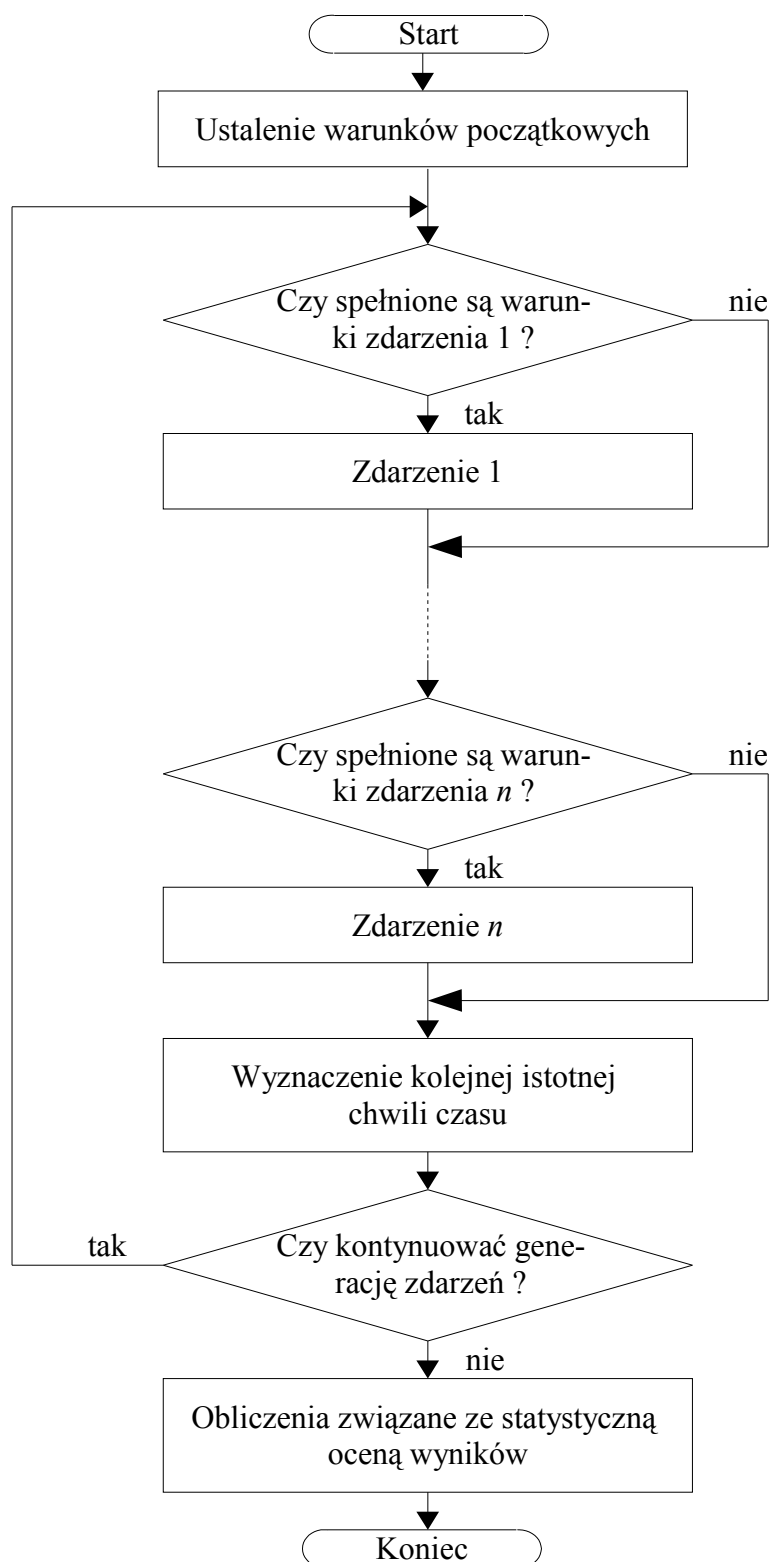 Start
Ustalenie warunków początkowych
Czy spełnione są warun-
ki zdarzenia 1 ?
nie
tak
Zdarzenie 1
Czy spełnione są warun-
ki zdarzenia n ?
nie
tak
Zdarzenie n
Wyznaczenie kolejnej istotnej
chwili czasu
tak
Czy kontynuować gene-
rację zdarzeń ?
nie
Obliczenia związane ze statystyczną
oceną wyników
Koniec